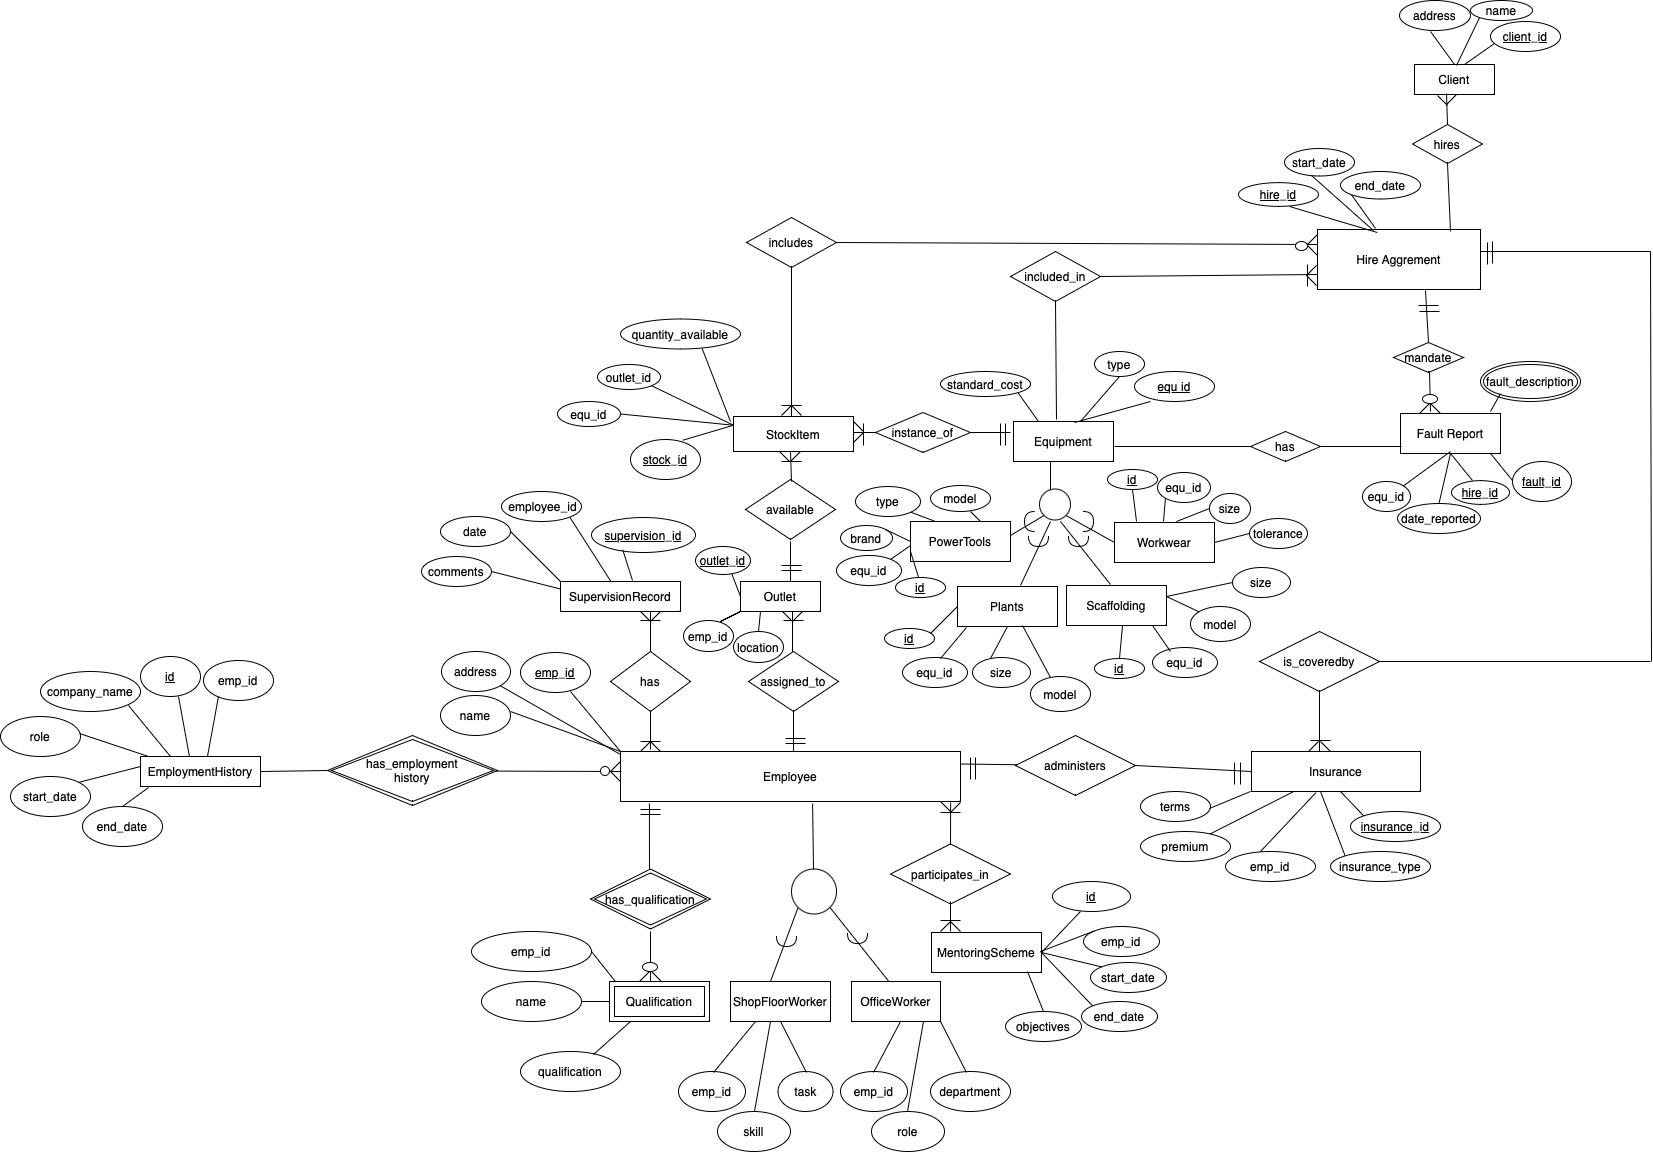 address
name
client_id
Client
hires
start_date
end_date
hire_id
includes
Hire Aggrement
included_in
quantity_available
mandate
type
fault_description
outlet_id
standard_cost
equ id
equ_id
StockItem
instance_of
Equipment
has
Fault Report
stock_id
id
equ_id
fault_id
equ_id
hire_id
date_reported
employee_id
available
type
model
size
date
supervision_id
brand
PowerTools
Workwear
tolerance
outlet_id
comments
equ_id
id
SupervisionRecord
Outlet
Plants
Scaffolding
size
model
emp_id
location
id
equ_id
size
id
equ_id
model
is_coveredby
address
emp_id
has
assigned_to
company_name
id
emp_id
name
role
EmploymentHistory
has_employment
history
Employee
administers
Insurance
start_date
end_date
terms
premium
insurance_id
emp_id
insurance_type
participates_in
has_qualification
id
emp_id
MentoringScheme
emp_id
start_date
name
Qualification
ShopFloorWorker
OfficeWorker
end_date
objectives
qualification
emp_id
task
emp_id
department
skill
role